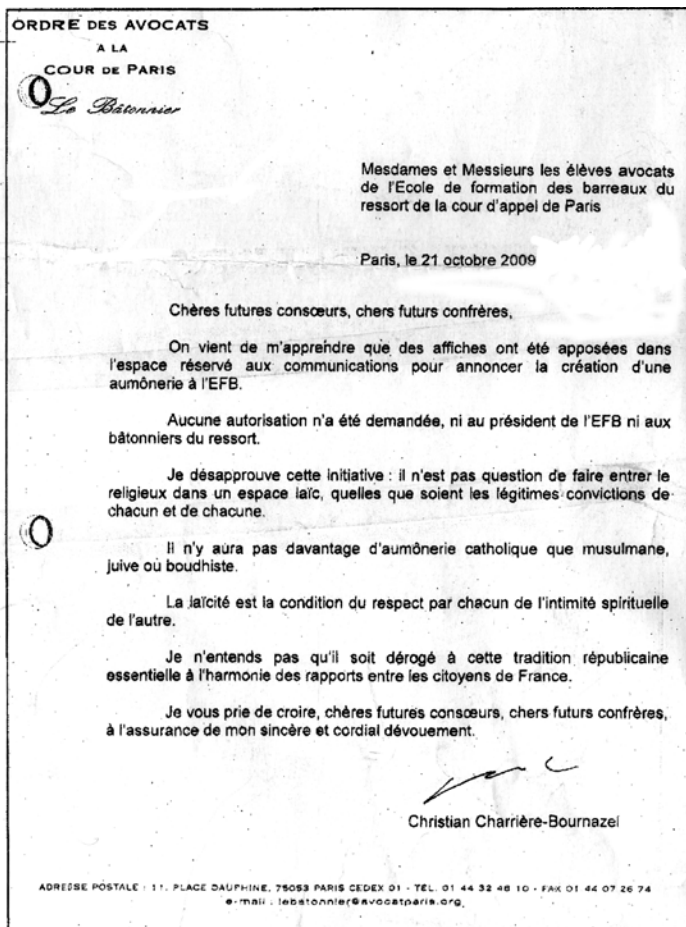 ORDRE DES AVOCATS
A LA
COUR DE PARIS
Le Bâtonnier
Mesdames et Messieurs les élèves avocats
de l'Ecole de formation des barreaux du
ressort de la cour d'appel de Paris
Paris, le 21 octobre 2009
Chères futures consœurs, chers futurs confrères,
On vient de m'apprendre que des affiches ont été apposées dans
l'espace réservé aux communications pour annoncer la création d'une
aumônerie à l'EFB.
Aucune autorisation n'a été demandée, ni au président de l'EFB ni aux
bâtonniers du ressort.
Je désapprouve cette initiative : il n'est pas question de faire entrer le
religieux dans un espace laïc, quelles que soient les légitimes convictions de
chacun et de chacune.
Il n'y aura pas davantage d'aumônerie catholique que musulmane,
juive ou boudhiste.
La laïcité est la condition du respect par chacun de l'intimité spirituelle
de l'autre.
Je n'entends pas qu'il soit dérogé à cette tradition républicaine
essentielle à l'harmonie des rapports entre les citoyens de France.
Je vous prie de croire, chères futures consœurs, chers futurs confrères,
à l'assurance de mon sincère et cordial dévouement.
Christian Charrière-Bournazel
ADRESSE POSTALE : 11, PLACE DAUPHINE, 75053 PARIS CEDEX 01 - TEL. 01 44 32 48 10 - FAX 01 44 07 26 74
e-mail : lebatonnier@avocatparis.org